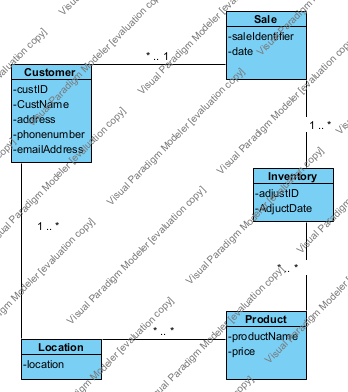 Sale
-saleIdentifier
-date
* .. 1
Customer
-custID
-CustName
-address
-phonenumber
-emailAddress
1 .. *
Inventory
-adjustID
-AdjuctDate
1 .. *
* .. *
Product
-productName
-price
* .. *
Location
-location
Visual Paradigm Modeler [evaluation copy]